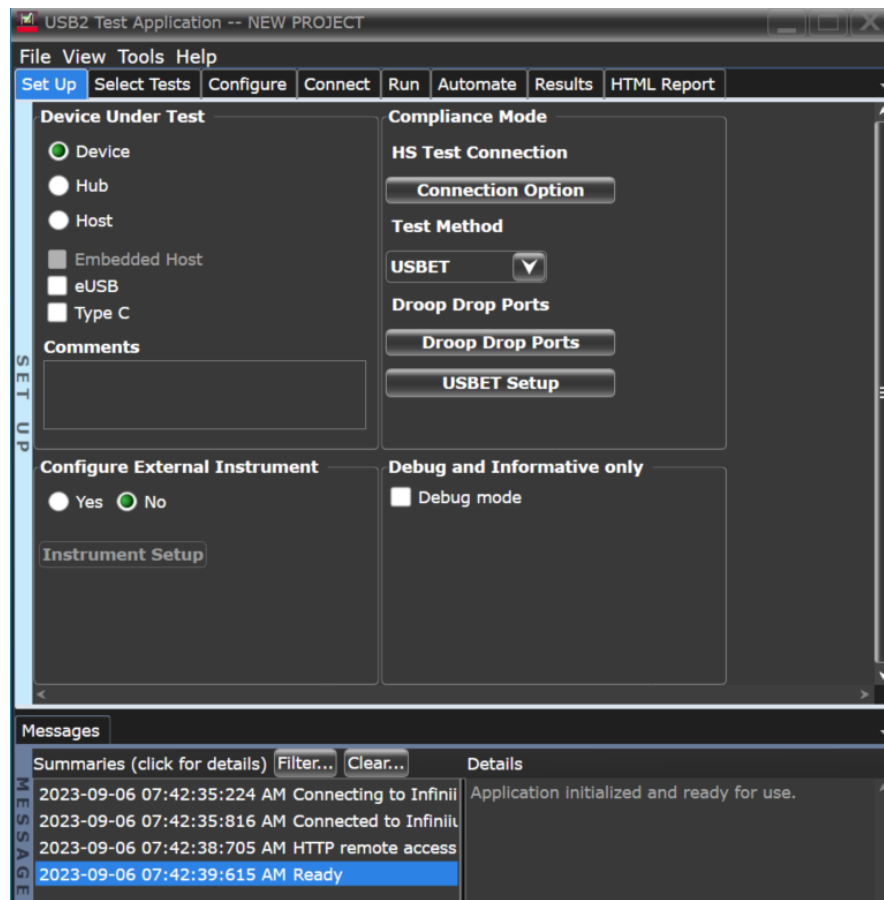 USB2 Test Application -- NEW PROJECT
File View Tools Help
Set Up Select Tests Configure Connect Run Automate Results HTML Report
SET UP
Device Under Test
Device
Hub
Host
Embedded Host
eUSB
Type C
Comments
Compliance Mode
HS Test Connection
Connection Option
Test Method
USBET
Droop Drop Ports
Droop Drop Ports
USBET Setup
Configure External Instrument
Yes No
Instrument Setup
Debug and Informative only
Debug mode
Messages
MESSAGE
Summaries (click for details) Filter... Clear...
2023-09-06 07:42:35:224 AM Connecting to Infinii
2023-09-06 07:42:35:816 AM Connected to Infiniiu
2023-09-06 07:42:38:705 AM HTTP remote access
2023-09-06 07:42:39:615 AM Ready
Details
Application initialized and ready for use.